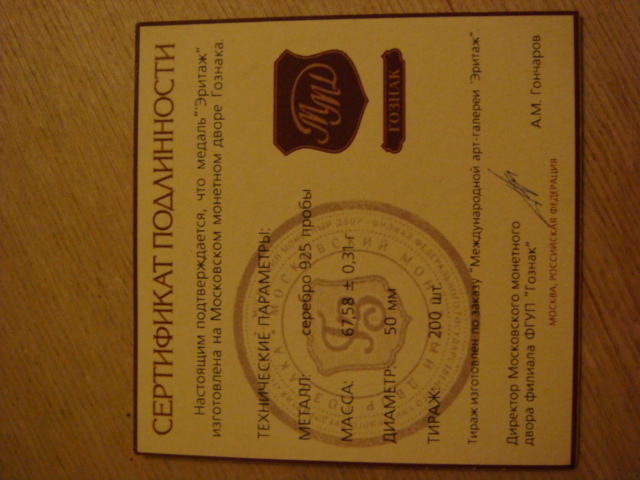 СЕРТИФИКАТ ПОДЛИННОСТИ
Настоящим подтверждается, что медаль "Эритаж"
изготовлена на Московском монетном дворе Гознака.
ТЕХНИЧЕСКИЕ ПАРАМЕТРЫ:
МЕТАЛЛ: серебро 925 пробы
МАССА: 67,58 ± 0,31 г
ДИАМЕТР: 50 мм
ТИРАЖ: 200 шт.
ММД
ГОЗНАК
Тираж изготовлен по заказу "Международной арт-галереи "Эритаж"
Директор Московского монетного
двора филиала ФГУП "Гознак"
А.М. Гончаров
МОСКВА, РОССИЙСКАЯ ФЕДЕРАЦИЯ